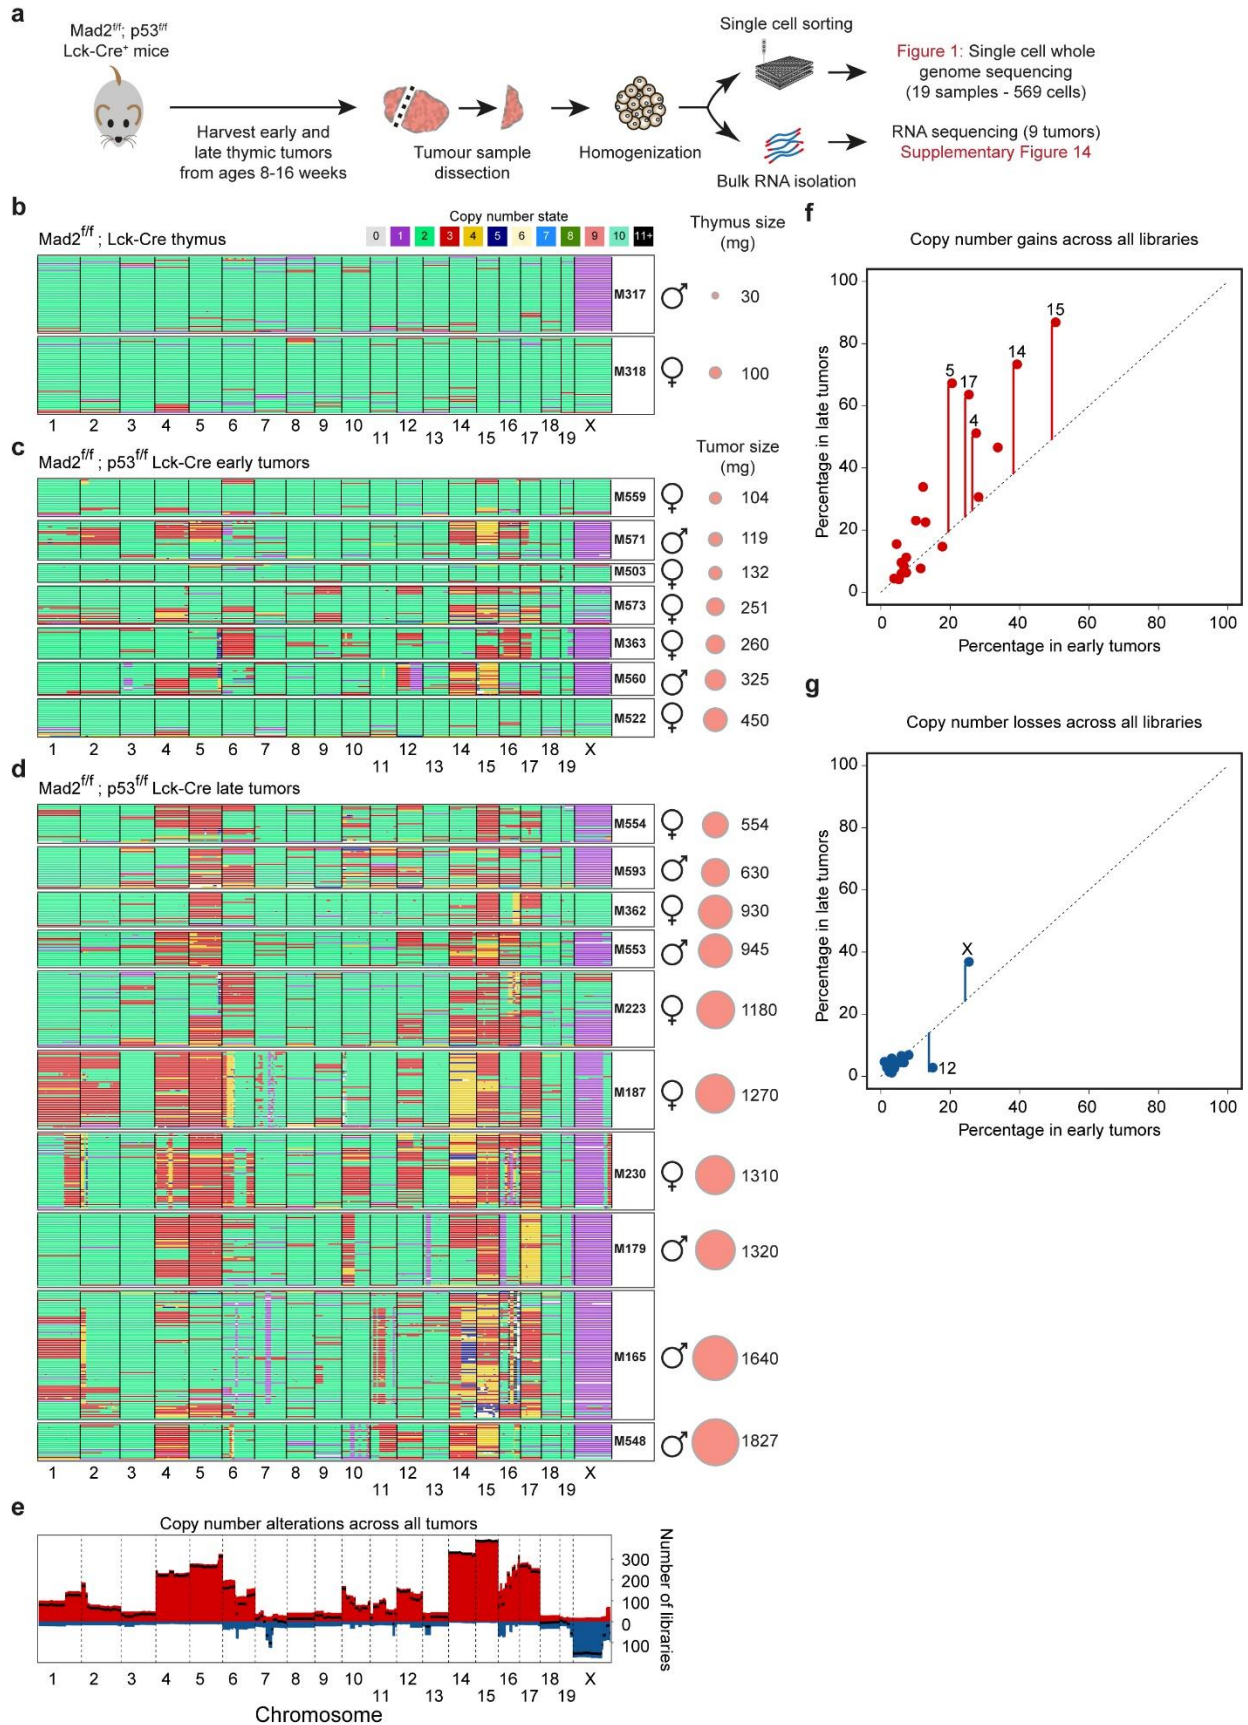 a
Mad2f/f; p53f/f
Lck-Cre+ mice
Harvest early and
late thymic tumors
from ages 8-16 weeks
Tumour sample
dissection
Homogenization
Single cell sorting
Bulk RNA isolation
Figure 1: Single cell whole
genome sequencing
(19 samples - 569 cells)
RNA sequencing (9 tumors)
Supplementary Figure 14
b
Mad2f/f ; Lck-Cre thymus
Copy number state
0 1 2 3 4 5 6 7 8 9 10 11+
Thymus size
(mg)
M317 ♂ 30
M318 ♀ 100
1 2 3 4 5 6 7 8 9 10 11 12 13 14 15 16 17 18 19 X
c
Mad2f/f ; p53f/f Lck-Cre early tumors
Tumor size
(mg)
M559 ♀ 104
M571 ♂ 119
M503 ♀ 132
M573 ♀ 251
M363 ♀ 260
M560 ♂ 325
M522 ♀ 450
1 2 3 4 5 6 7 8 9 10 11 12 13 14 15 16 17 18 19 X
d
Mad2f/f ; p53f/f Lck-Cre late tumors
M554 ♀ 554
M593 ♂ 630
M362 ♀ 930
M553 ♂ 945
M223 ♀ 1180
M187 ♀ 1270
M230 ♀ 1310
M179 ♂ 1320
M165 ♂ 1640
M548 ♂ 1827
1 2 3 4 5 6 7 8 9 10 11 12 13 14 15 16 17 18 19 X
e
Copy number alterations across all tumors
Number of libraries
300
200
100
0
100
1 2 3 4 5 6 7 8 9 10 11 12 13 14 15 16 17 18 19 X
Chromosome
f
Copy number gains across all libraries
Percentage in late tumors
100
80
60
40
20
0
15
14
5
17
4
0 20 40 60 80 100
Percentage in early tumors
g
Copy number losses across all libraries
Percentage in late tumors
100
80
60
40
20
0
X
12
0 20 40 60 80 100
Percentage in early tumors